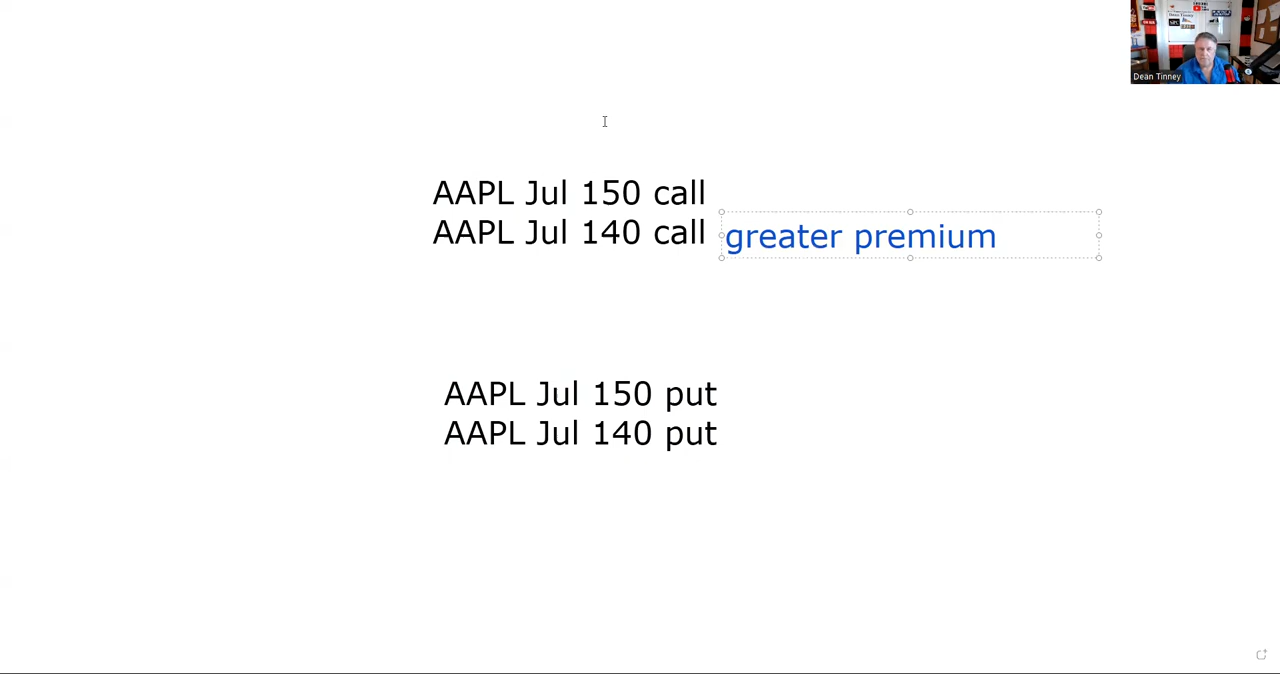 AAPL Jul 150 call
AAPL Jul 140 call greater premium
AAPL Jul 150 put
AAPL Jul 140 put
Dean Tinney